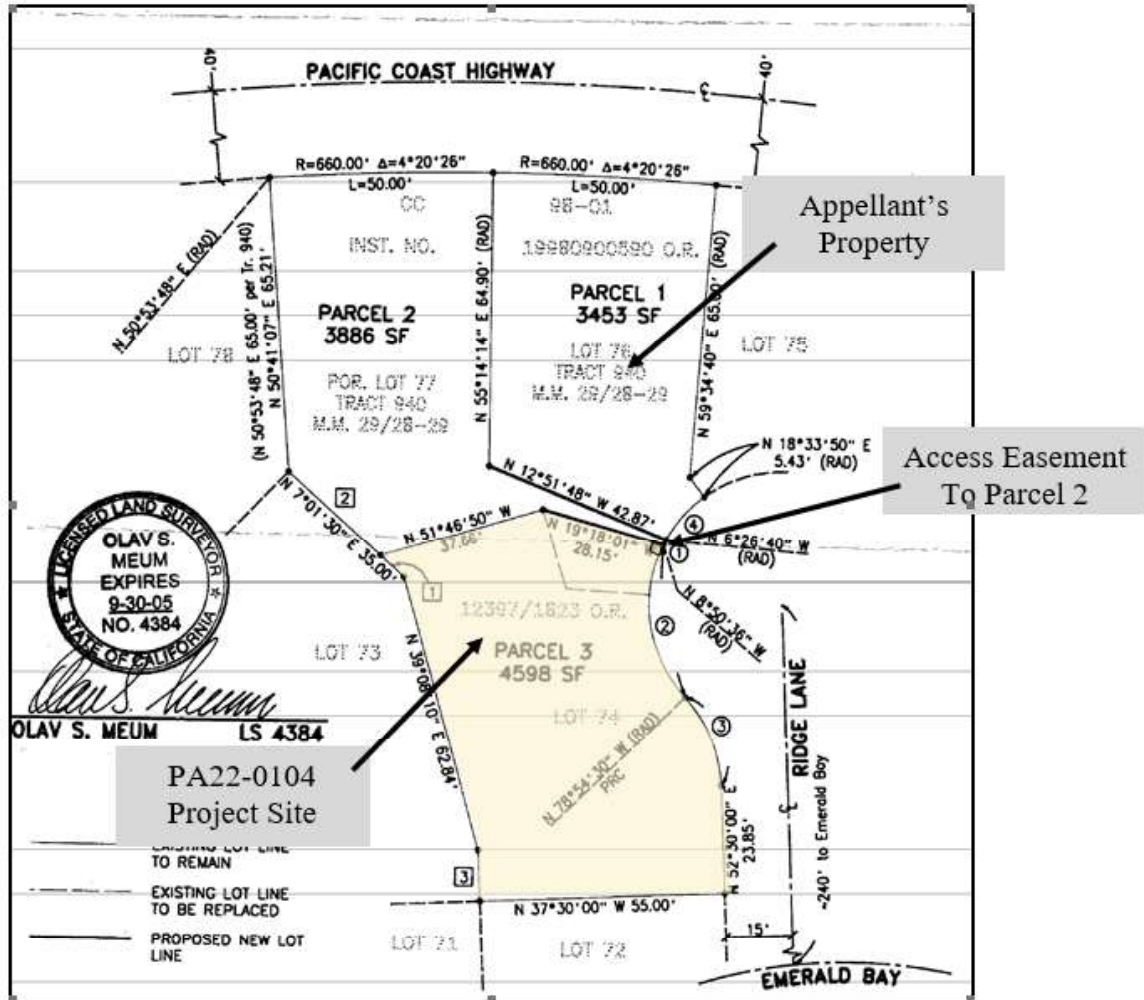 40'
PACIFIC COAST HIGHWAY
40'
R=660.00' Δ=4°20'26"
L=50.00'
R=660.00' Δ=4°20'26"
L=50.00'
Appellant's
Property
CC
98-01
INST. NO.
19980900590 O.R.
N 50°53'48" E (RAD)
(N 50°53'48" E 65.00' per Tr. 940)
N 50°41'07" E 65.21'
PARCEL 2
3886 SF
N 55°14'14" E 64.90' (RAD)
PARCEL 1
3453 SF
LOT 78
POR. LOT 77
TRACT 940
M.M. 29/28-29
LOT 76
TRACT 940
M.M. 29/28-29
N 59°34'40" E 65.00' (RAD)
LOT 75
N 18°33'50" E
5.43' (RAD)
Access Easement
To Parcel 2
2
N 7°01'30" E 35.00'
N 12°51'48" W 42.87'
N 51°46'50" W
37.66'
N 19°18'01" W
28.15'
4
1
N 6°26'40" W
(RAD)
N 8°50'36" W
(RAD)
LICENSED LAND SURVEYOR
OLAV S.
MEUM
EXPIRES
9-30-05
NO. 4384
STATE OF CALIFORNIA
1
12397/1823 O.R.
2
LOT 73
PARCEL 3
4598 SF
N 39°08'10" E 62.84'
LOT 74
3
N 78°54'30" W (RAD)
PRC
RIDGE LANE
~240' to Emerald Bay
Olav S. Meum
OLAV S. MEUM LS 4384
PA22-0104
Project Site
N 52°30'00" E
23.85'
EXISTING LOT LINE
TO REMAIN
3
EXISTING LOT LINE
TO BE REPLACED
N 37°30'00" W 55.00'
PROPOSED NEW LOT
LINE
LOT 71
LOT 72
15'
EMERALD BAY